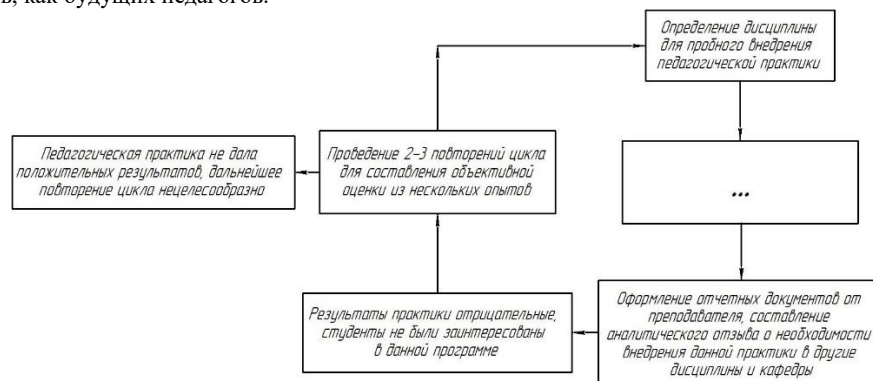 как будущих педагогов.
Определение дисциплины
для пробного внедрения
педагогической практики
Педагогическая практика не дала
положительных результатов, дальнейшее
повторение цикла нецелесообразно
Проведение 2-3 повторений цикла
для составления объективной
оценки из нескольких опытов
...
Результаты практики отрицательные,
студенты не были заинтересованы
в данной программе
Оформление отчетных документов от
преподавателя, составление
аналитического отзыва о необходимости
внедрения данной практики в другие
дисциплины и кафедры